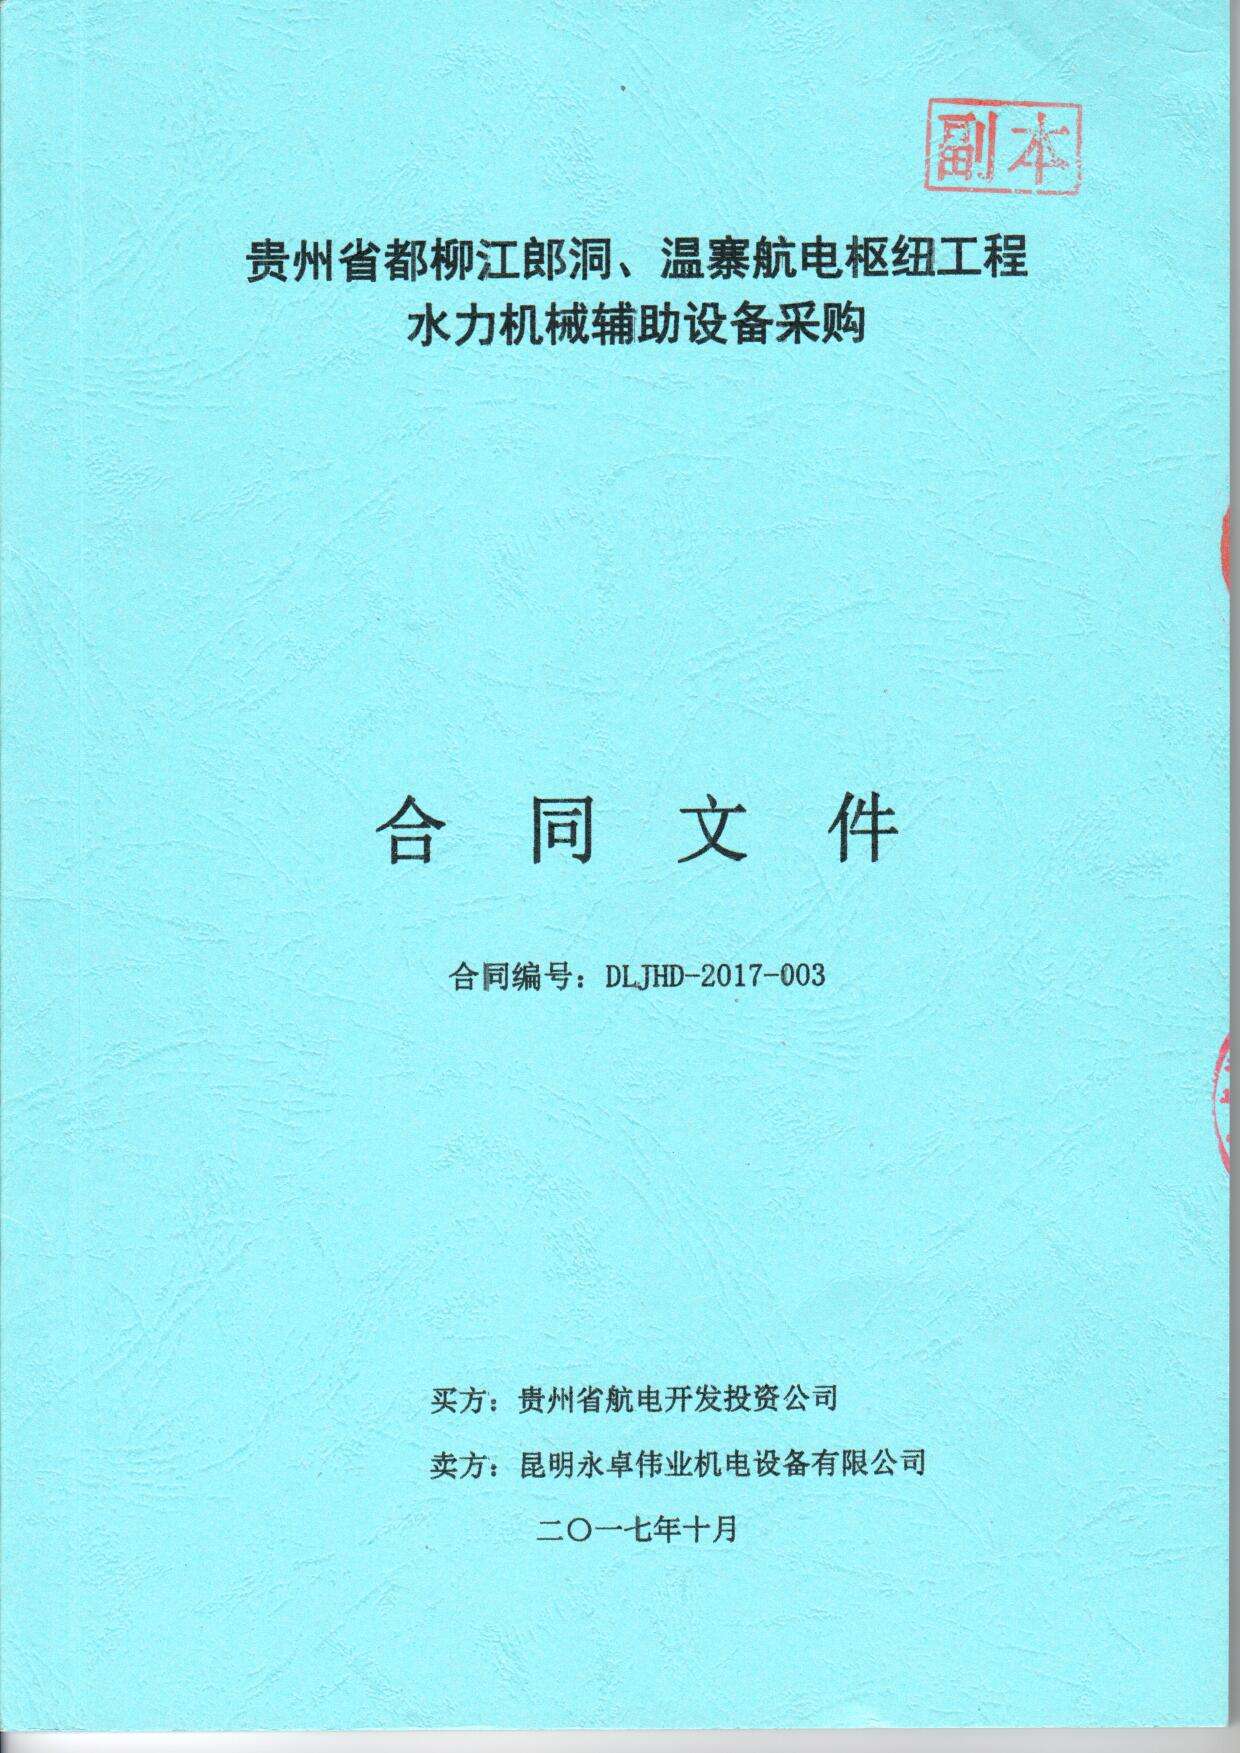 副本
贵州省都柳江郎洞、温寨航电枢纽工程
水力机械辅助设备采购
合同文件
合同编号：DLJHD-2017-003
买方：贵州省航电开发投资公司
卖方：昆明永卓伟业机电设备有限公司
二〇一七年十月